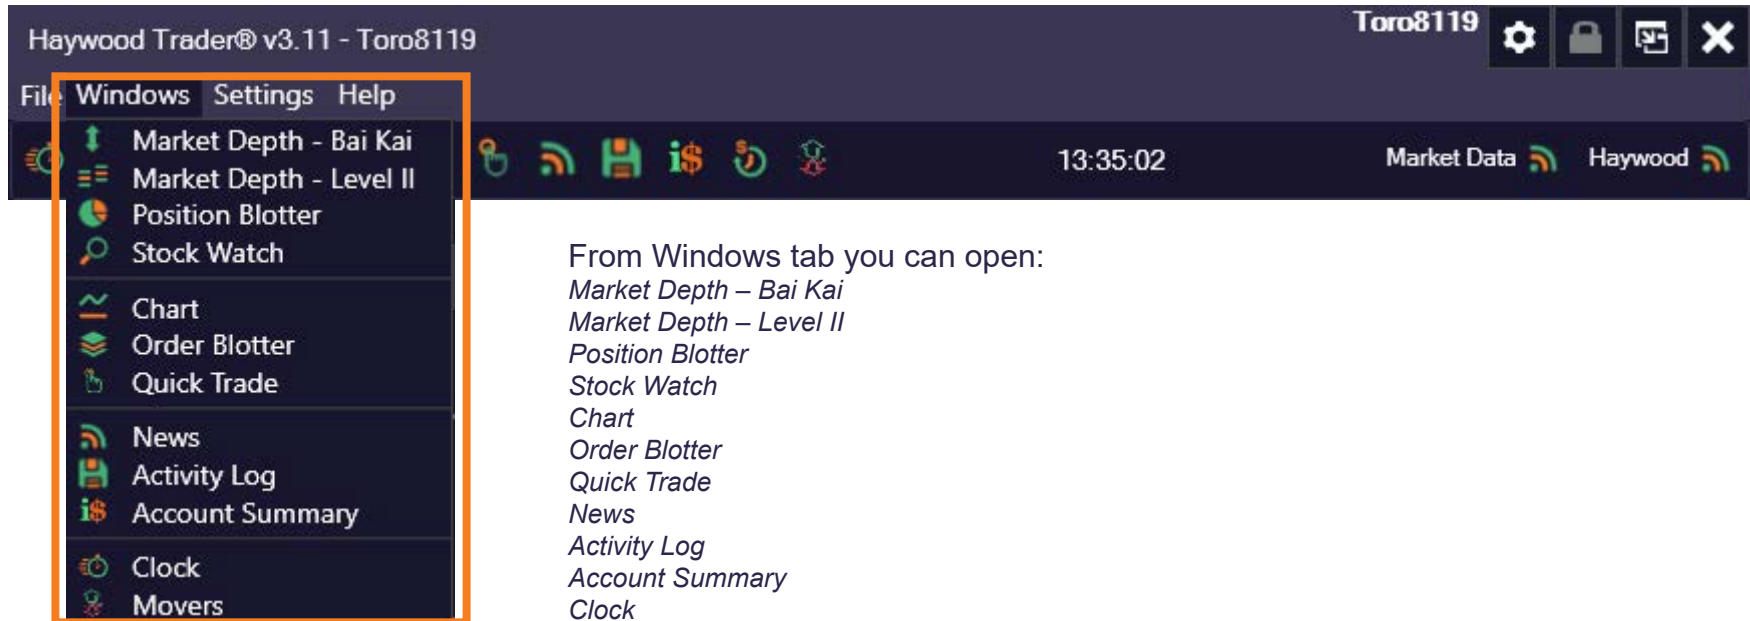 Haywood Trader® v3.11 - Toro8119
Toro8119
File Windows Settings Help
Market Depth - Bai Kai
Market Depth - Level II
Position Blotter
Stock Watch
Chart
Order Blotter
Quick Trade
News
Activity Log
Account Summary
Clock
Movers
i$
i$
13:35:02
Market Data
Haywood
From Windows tab you can open:
Market Depth – Bai Kai
Market Depth – Level II
Position Blotter
Stock Watch
Chart
Order Blotter
Quick Trade
News
Activity Log
Account Summary
Clock